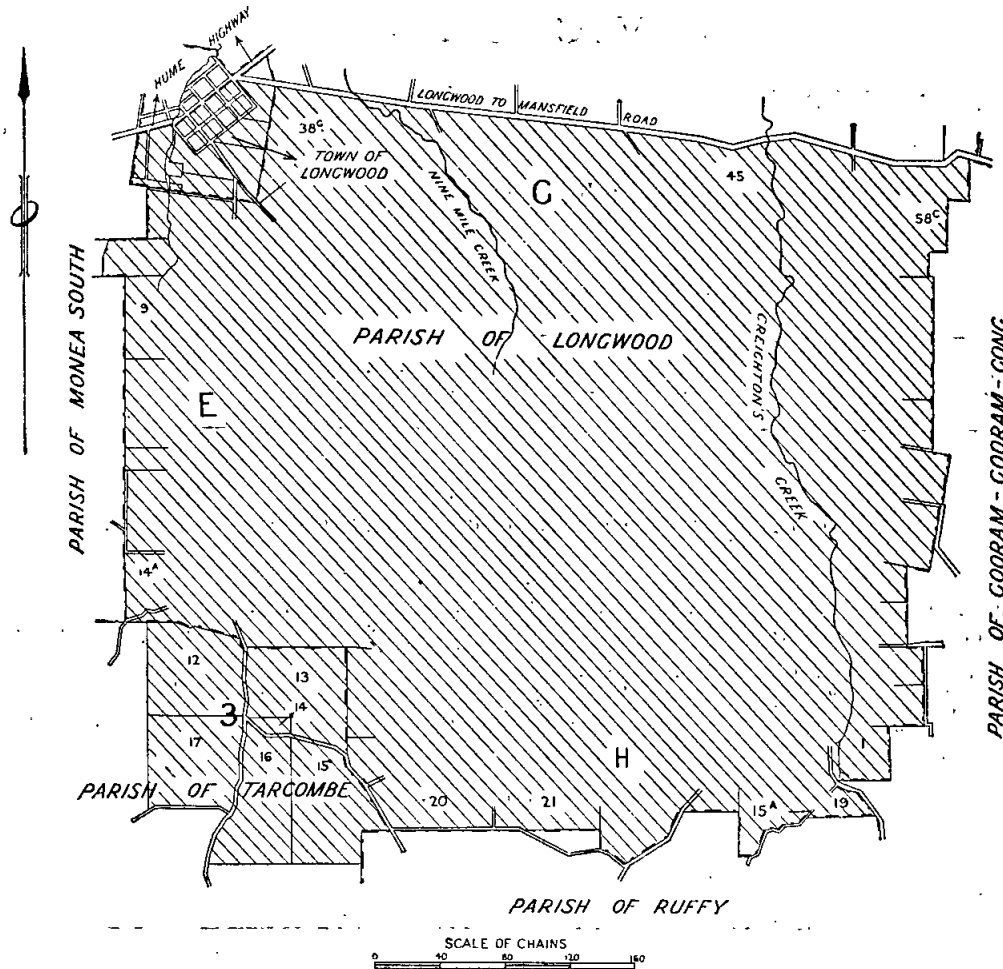 HUME HIGHWAY
LONGWOOD TO MANSFIELD ROAD
38C
TOWN OF
LONGWOOD
NINE MILE CREEK
G
45
58C
PARISH OF MONEA SOUTH
9
PARISH OF LONGWOOD
CREIGHTON'S CREEK
E
PARISH OF GOORAM-GOORAM-GONG
14A
12
13
3
14
17
16
15A
H
1
PARISH OF TARCOMBE
20
21
15A
19
PARISH OF RUFFY
SCALE OF CHAINS
0 40 80 120 160